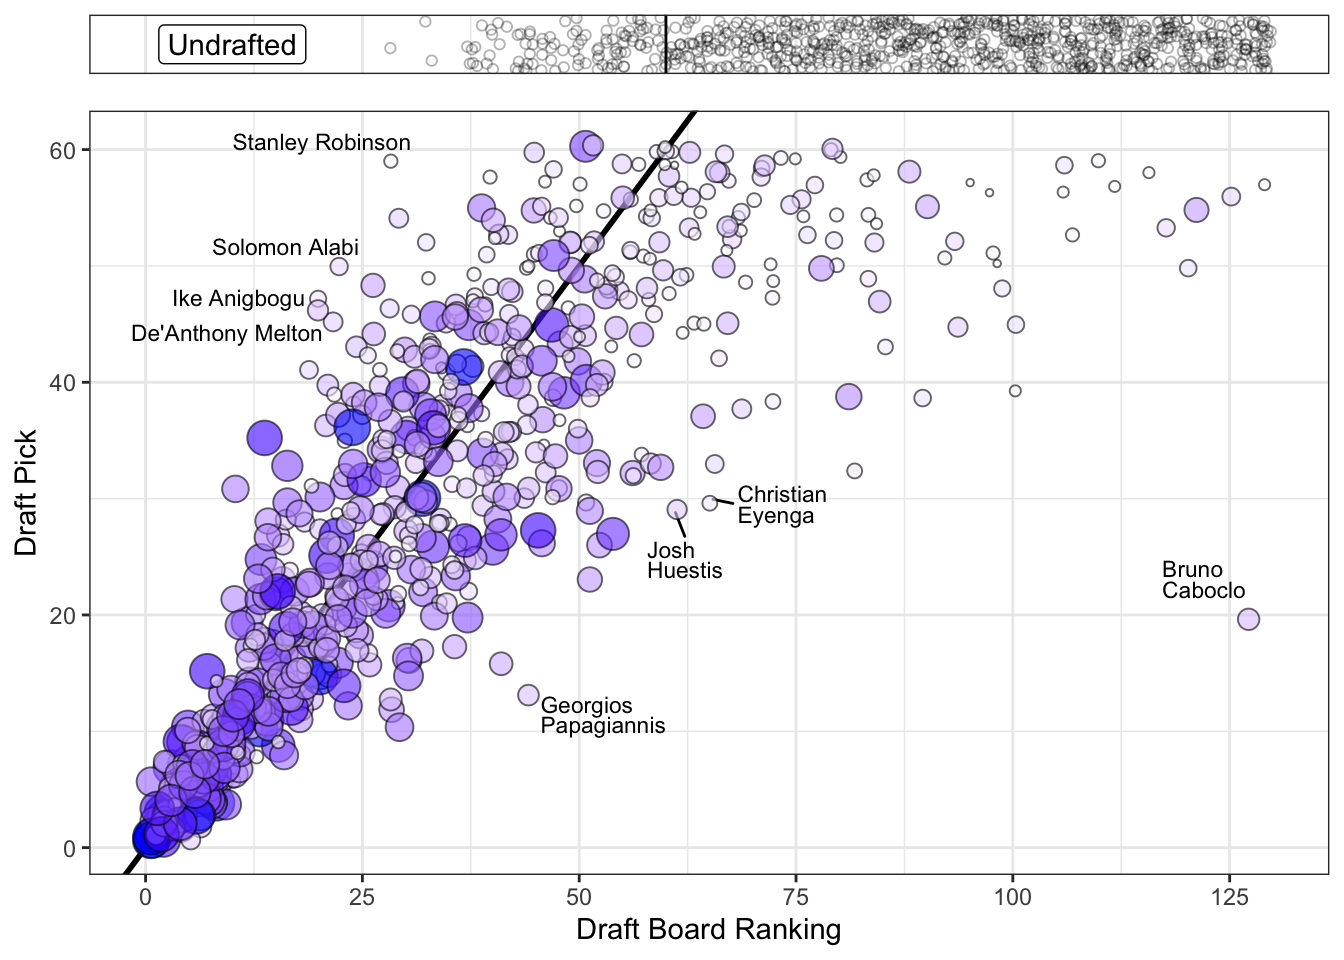 Undrafted
Stanley Robinson
Solomon Alabi
Ike Anigbogu
De'Anthony Melton
Christian
Eyenga
Josh
Huestis
Bruno
Caboclo
Georgios
Papagiannis
60
40
20
0
Draft Pick
0
25
50
75
100
125
Draft Board Ranking